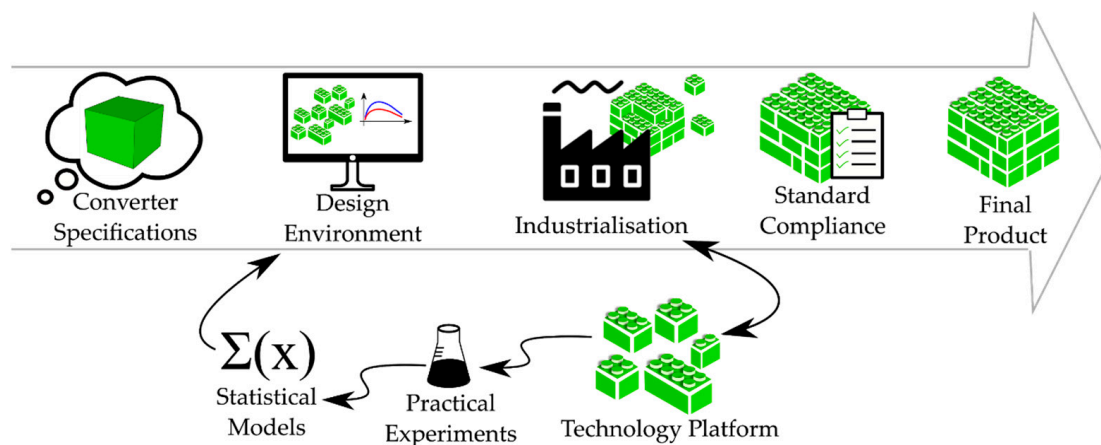 Converter
Specifications
Design
Environment
Industrialisation
Standard
Compliance
Final
Product
Σ(x)
Statistical
Models
Practical
Experiments
Technology Platform